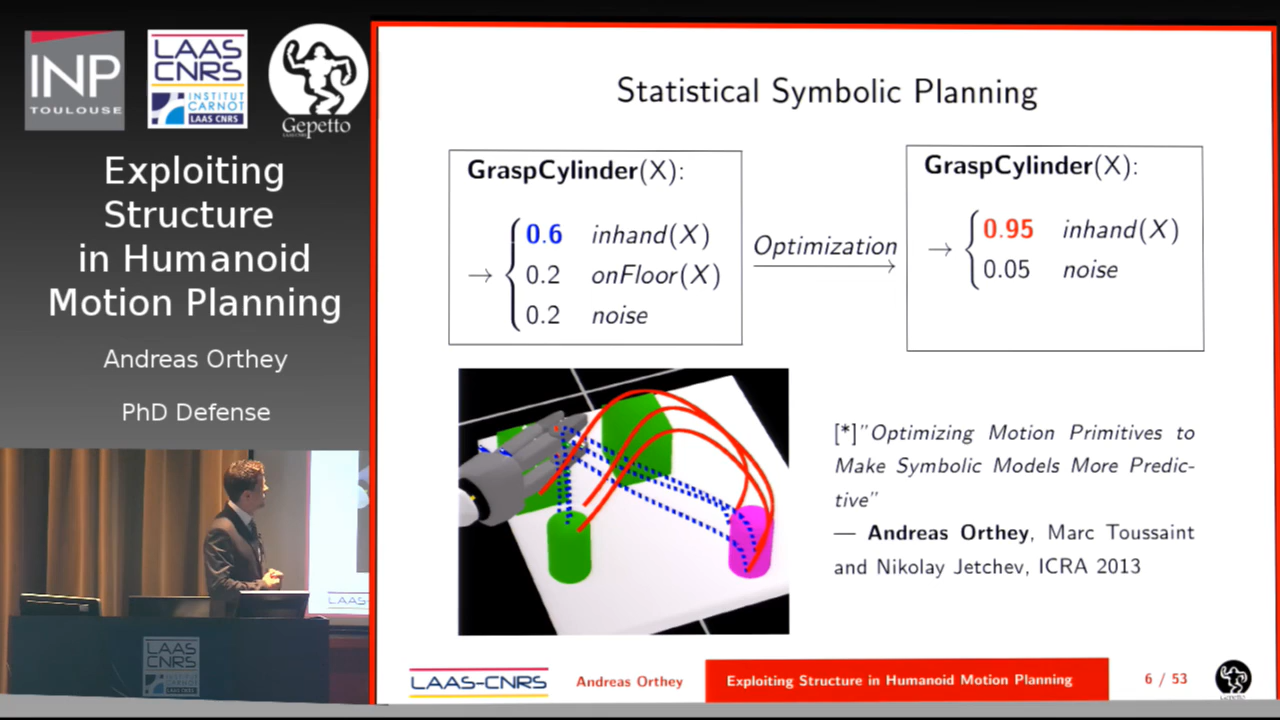 INP
TOULOUSE
LAAS
CNRS
INSTITUT
CARNOT
LAAS CNRS
Gepetto
Exploiting
Structure
in Humanoid
Motion Planning
Andreas Orthey
PhD Defense
LAAS
CNRS
LAAS
Statistical Symbolic Planning
GraspCylinder(X):
→ { 0.6 inhand(X)
0.2 onFloor(X)
0.2 noise
Optimization
GraspCylinder(X):
→ { 0.95 inhand(X)
0.05 noise
[*]"Optimizing Motion Primitives to
Make Symbolic Models More Predic-
tive"
— Andreas Orthey, Marc Toussaint
and Nikolay Jetchev, ICRA 2013
LAAS-CNRS Andreas Orthey Exploiting Structure in Humanoid Motion Planning 6 / 53